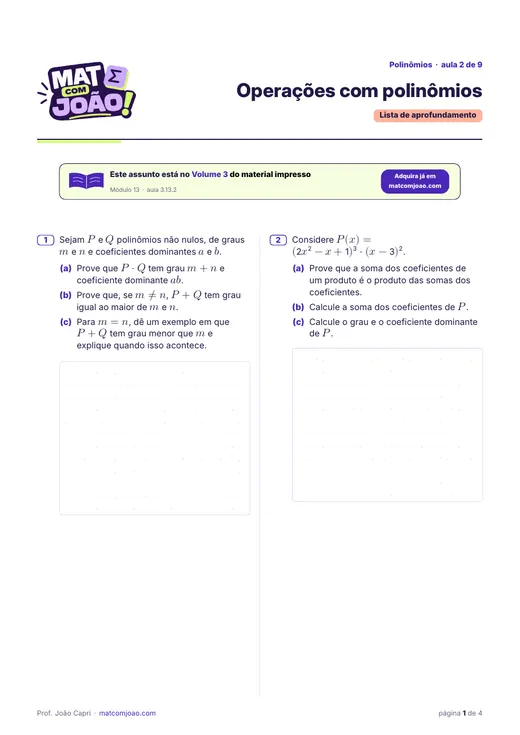 MAT Σ
COM
JOÃO!
Polinômios · aula 2 de 9
Operações com polinômios
Lista de aprofundamento
Este assunto está no Volume 3 do material impresso
Módulo 13 · aula 3.13.2
Adquira já em
matcomjoao.com
1 Sejam P e Q polinômios não nulos, de graus
m e n e coeficientes dominantes a e b.
(a) Prove que P · Q tem grau m + n e
coeficiente dominante ab.
(b) Prove que, se m ≠ n, P + Q tem grau
igual ao maior de m e n.
(c) Para m = n, dê um exemplo em que
P + Q tem grau menor que m e
explique quando isso acontece.
2 Considere P(x) =
(2x² − x + 1)³ · (x − 3)².
(a) Prove que a soma dos coeficientes de
um produto é o produto das somas dos
coeficientes.
(b) Calcule a soma dos coeficientes de P.
(c) Calcule o grau e o coeficiente dominante
de P.
Prof. João Capri · matcomjoao.com
página 1 de 4